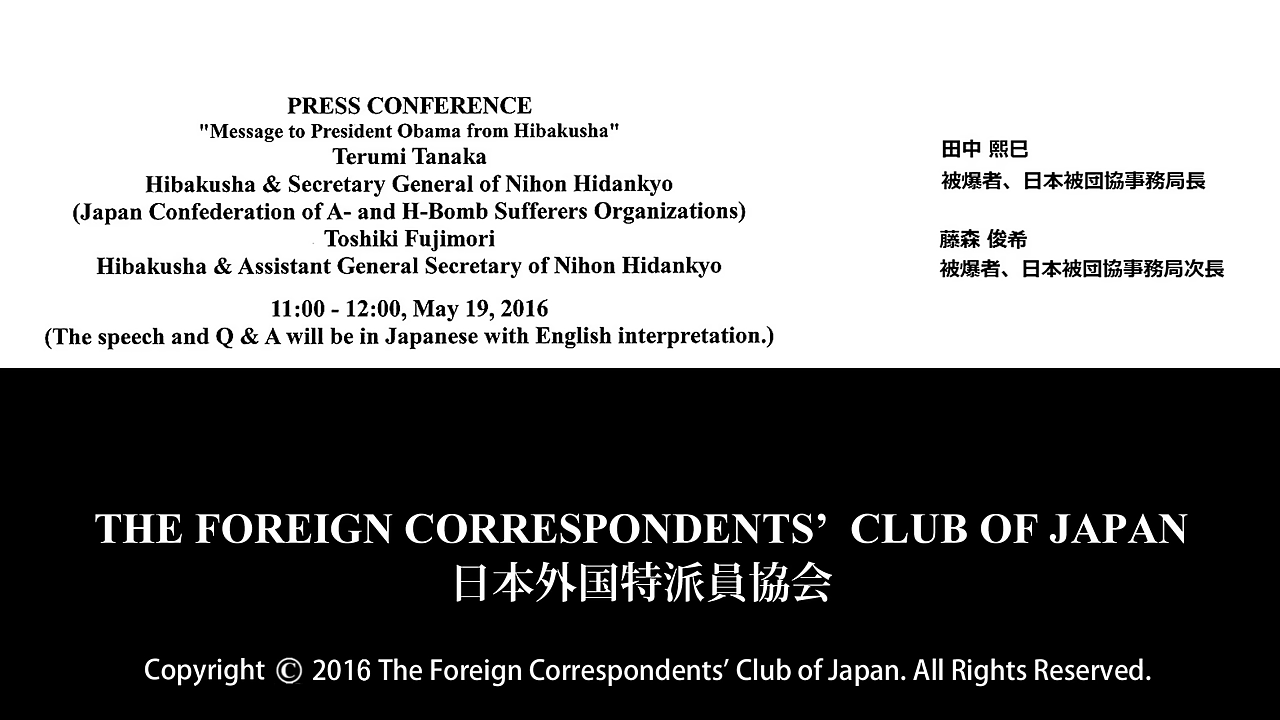 PRESS CONFERENCE
"Message to President Obama from Hibakusha"
Terumi Tanaka
Hibakusha & Secretary General of Nihon Hidankyo
(Japan Confederation of A- and H-Bomb Sufferers Organizations)
Toshiki Fujimori
Hibakusha & Assistant General Secretary of Nihon Hidankyo
11:00 - 12:00, May 19, 2016
(The speech and Q & A will be in Japanese with English interpretation.)
田中 熙巳
被爆者、日本被団協事務局長
藤森 俊希
被爆者、日本被団協事務局次長
THE FOREIGN CORRESPONDENTS’ CLUB OF JAPAN
日本外国特派員協会
Copyright © 2016 The Foreign Correspondents’ Club of Japan. All Rights Reserved.